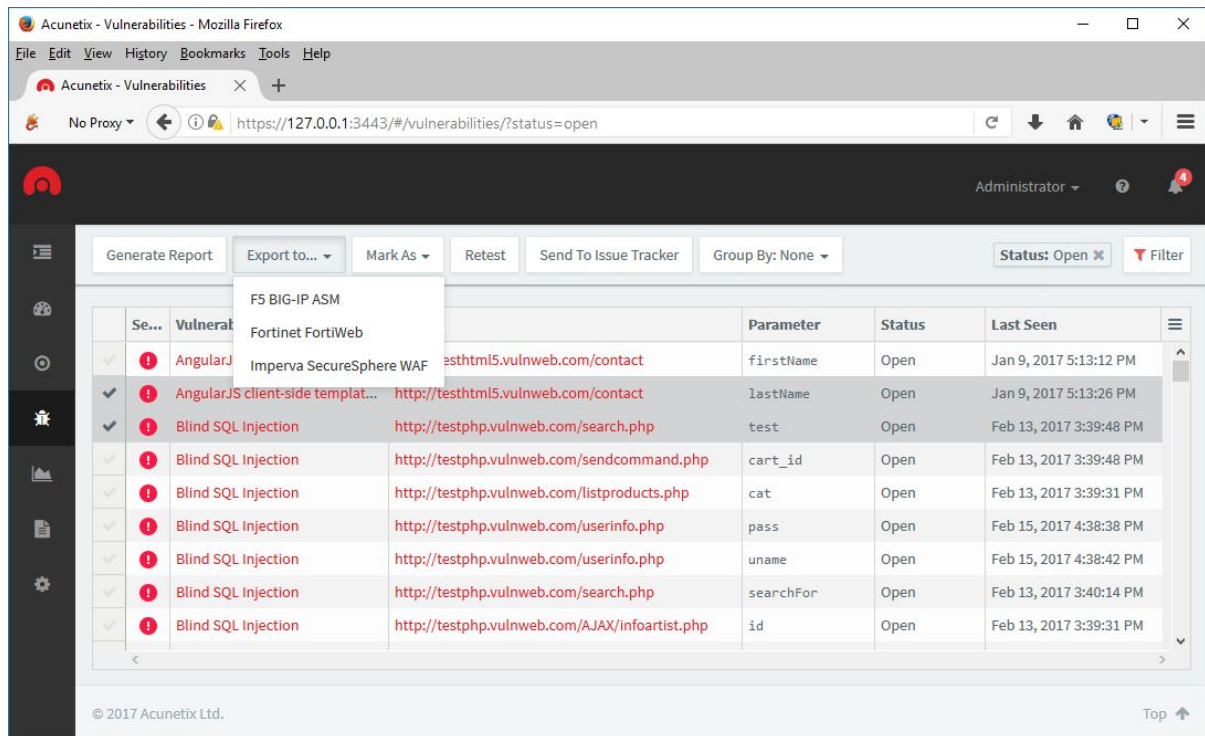 Acunetix - Vulnerabilities - Mozilla Firefox
File Edit View History Bookmarks Tools Help
Acunetix - Vulnerabilities
No Proxy https://127.0.0.1:3443/#/vulnerabilities/?status=open
Administrator 4
Generate Report Export to... Mark As Retest Send To Issue Tracker Group By: None Status: Open Filter
F5 BIG-IP ASM
Fortinet FortiWeb
Imperva SecureSphere WAF
Se... Vulnerab Parameter Status Last Seen
AngularJ esthtml5.vulnweb.com/contact firstName Open Jan 9, 2017 5:13:12 PM
AngularJS client-side templat... http://testhtml5.vulnweb.com/contact lastName Open Jan 9, 2017 5:13:26 PM
Blind SQL Injection http://testphp.vulnweb.com/search.php test Open Feb 13, 2017 3:39:48 PM
Blind SQL Injection http://testphp.vulnweb.com/sendcommand.php cart_id Open Feb 13, 2017 3:39:48 PM
Blind SQL Injection http://testphp.vulnweb.com/listproducts.php cat Open Feb 13, 2017 3:39:31 PM
Blind SQL Injection http://testphp.vulnweb.com/userinfo.php pass Open Feb 15, 2017 4:38:38 PM
Blind SQL Injection http://testphp.vulnweb.com/userinfo.php uname Open Feb 15, 2017 4:38:42 PM
Blind SQL Injection http://testphp.vulnweb.com/search.php searchFor Open Feb 13, 2017 3:40:14 PM
Blind SQL Injection http://testphp.vulnweb.com/AJAX/infoartist.php id Open Feb 13, 2017 3:39:31 PM
© 2017 Acunetix Ltd. Top